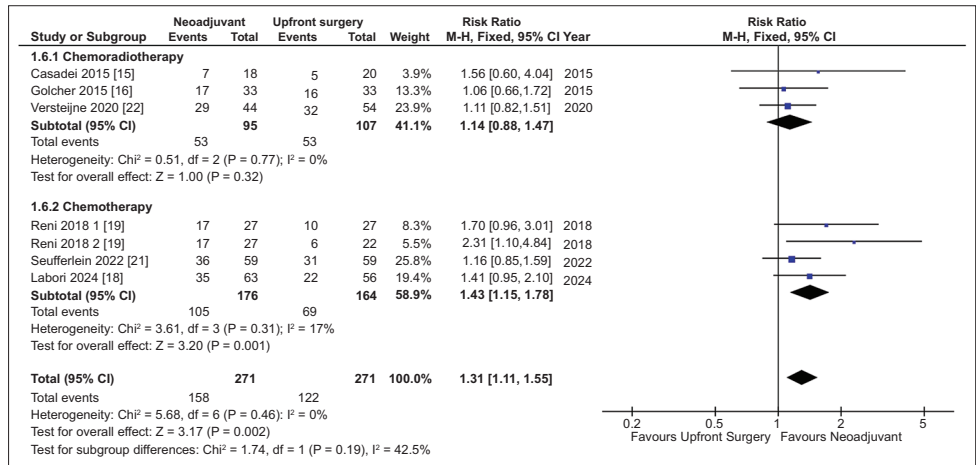 Neoadjuvant Upfront surgery Risk Ratio Risk Ratio
Study or Subgroup Events Total Events Total Weight M-H, Fixed, 95% CI Year M-H, Fixed, 95% CI
1.6.1 Chemoradiotherapy
Casadei 2015 [15] 7 18 5 20 3.9% 1.56 [0.60, 4.04] 2015
Golcher 2015 [16] 17 33 16 33 13.3% 1.06 [0.66,1.72] 2015
Versteijne 2020 [22] 29 44 32 54 23.9% 1.11 [0.82,1.51] 2020
Subtotal (95% CI) 95 107 41.1% 1.14 [0.88, 1.47]
Total events 53 53
Heterogeneity: Chi² = 0.51, df = 2 (P = 0.77); I² = 0%
Test for overall effect: Z = 1.00 (P = 0.32)
1.6.2 Chemotherapy
Reni 2018 1 [19] 17 27 10 27 8.3% 1.70 [0.96, 3.01] 2018
Reni 2018 2 [19] 17 27 6 22 5.5% 2.31 [1.10,4.84] 2018
Seufferlein 2022 [21] 36 59 31 59 25.8% 1.16 [0.85,1.59] 2022
Labori 2024 [18] 35 63 22 56 19.4% 1.41 [0.95, 2.10] 2024
Subtotal (95% CI) 176 164 58.9% 1.43 [1.15, 1.78]
Total events 105 69
Heterogeneity: Chi² = 3.61, df = 3 (P = 0.31); I² = 17%
Test for overall effect: Z = 3.20 (P = 0.001)
Total (95% CI) 271 271 100.0% 1.31 [1.11, 1.55]
Total events 158 122
Heterogeneity: Chi² = 5.68, df = 6 (P = 0.46): I² = 0%
Test for overall effect: Z = 3.17 (P = 0.002)
Test for subgroup differences: Chi² = 1.74, df = 1 (P = 0.19), I² = 42.5%
0.2 0.5 1 2 5
Favours Upfront Surgery Favours Neoadjuvant